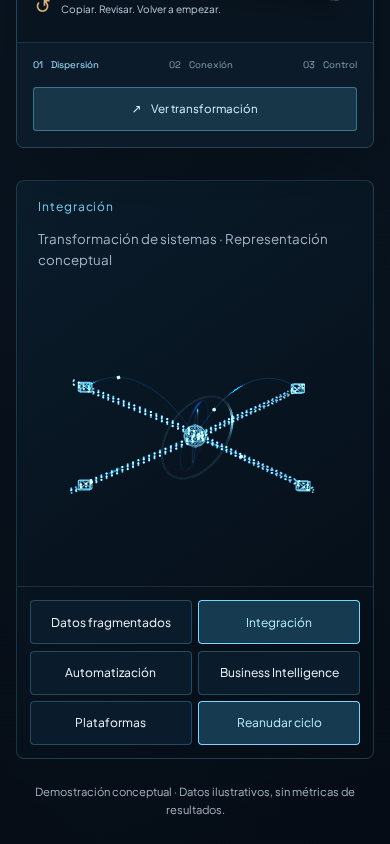 Copiar. Revisar. Volver a empezar.
01 Dispersión 02 Conexión 03 Control
↗ Ver transformación
Integración
Transformación de sistemas · Representación
conceptual
Datos fragmentados Integración
Automatización Business Intelligence
Plataformas Reanudar ciclo
Demostración conceptual · Datos ilustrativos, sin métricas de
resultados.